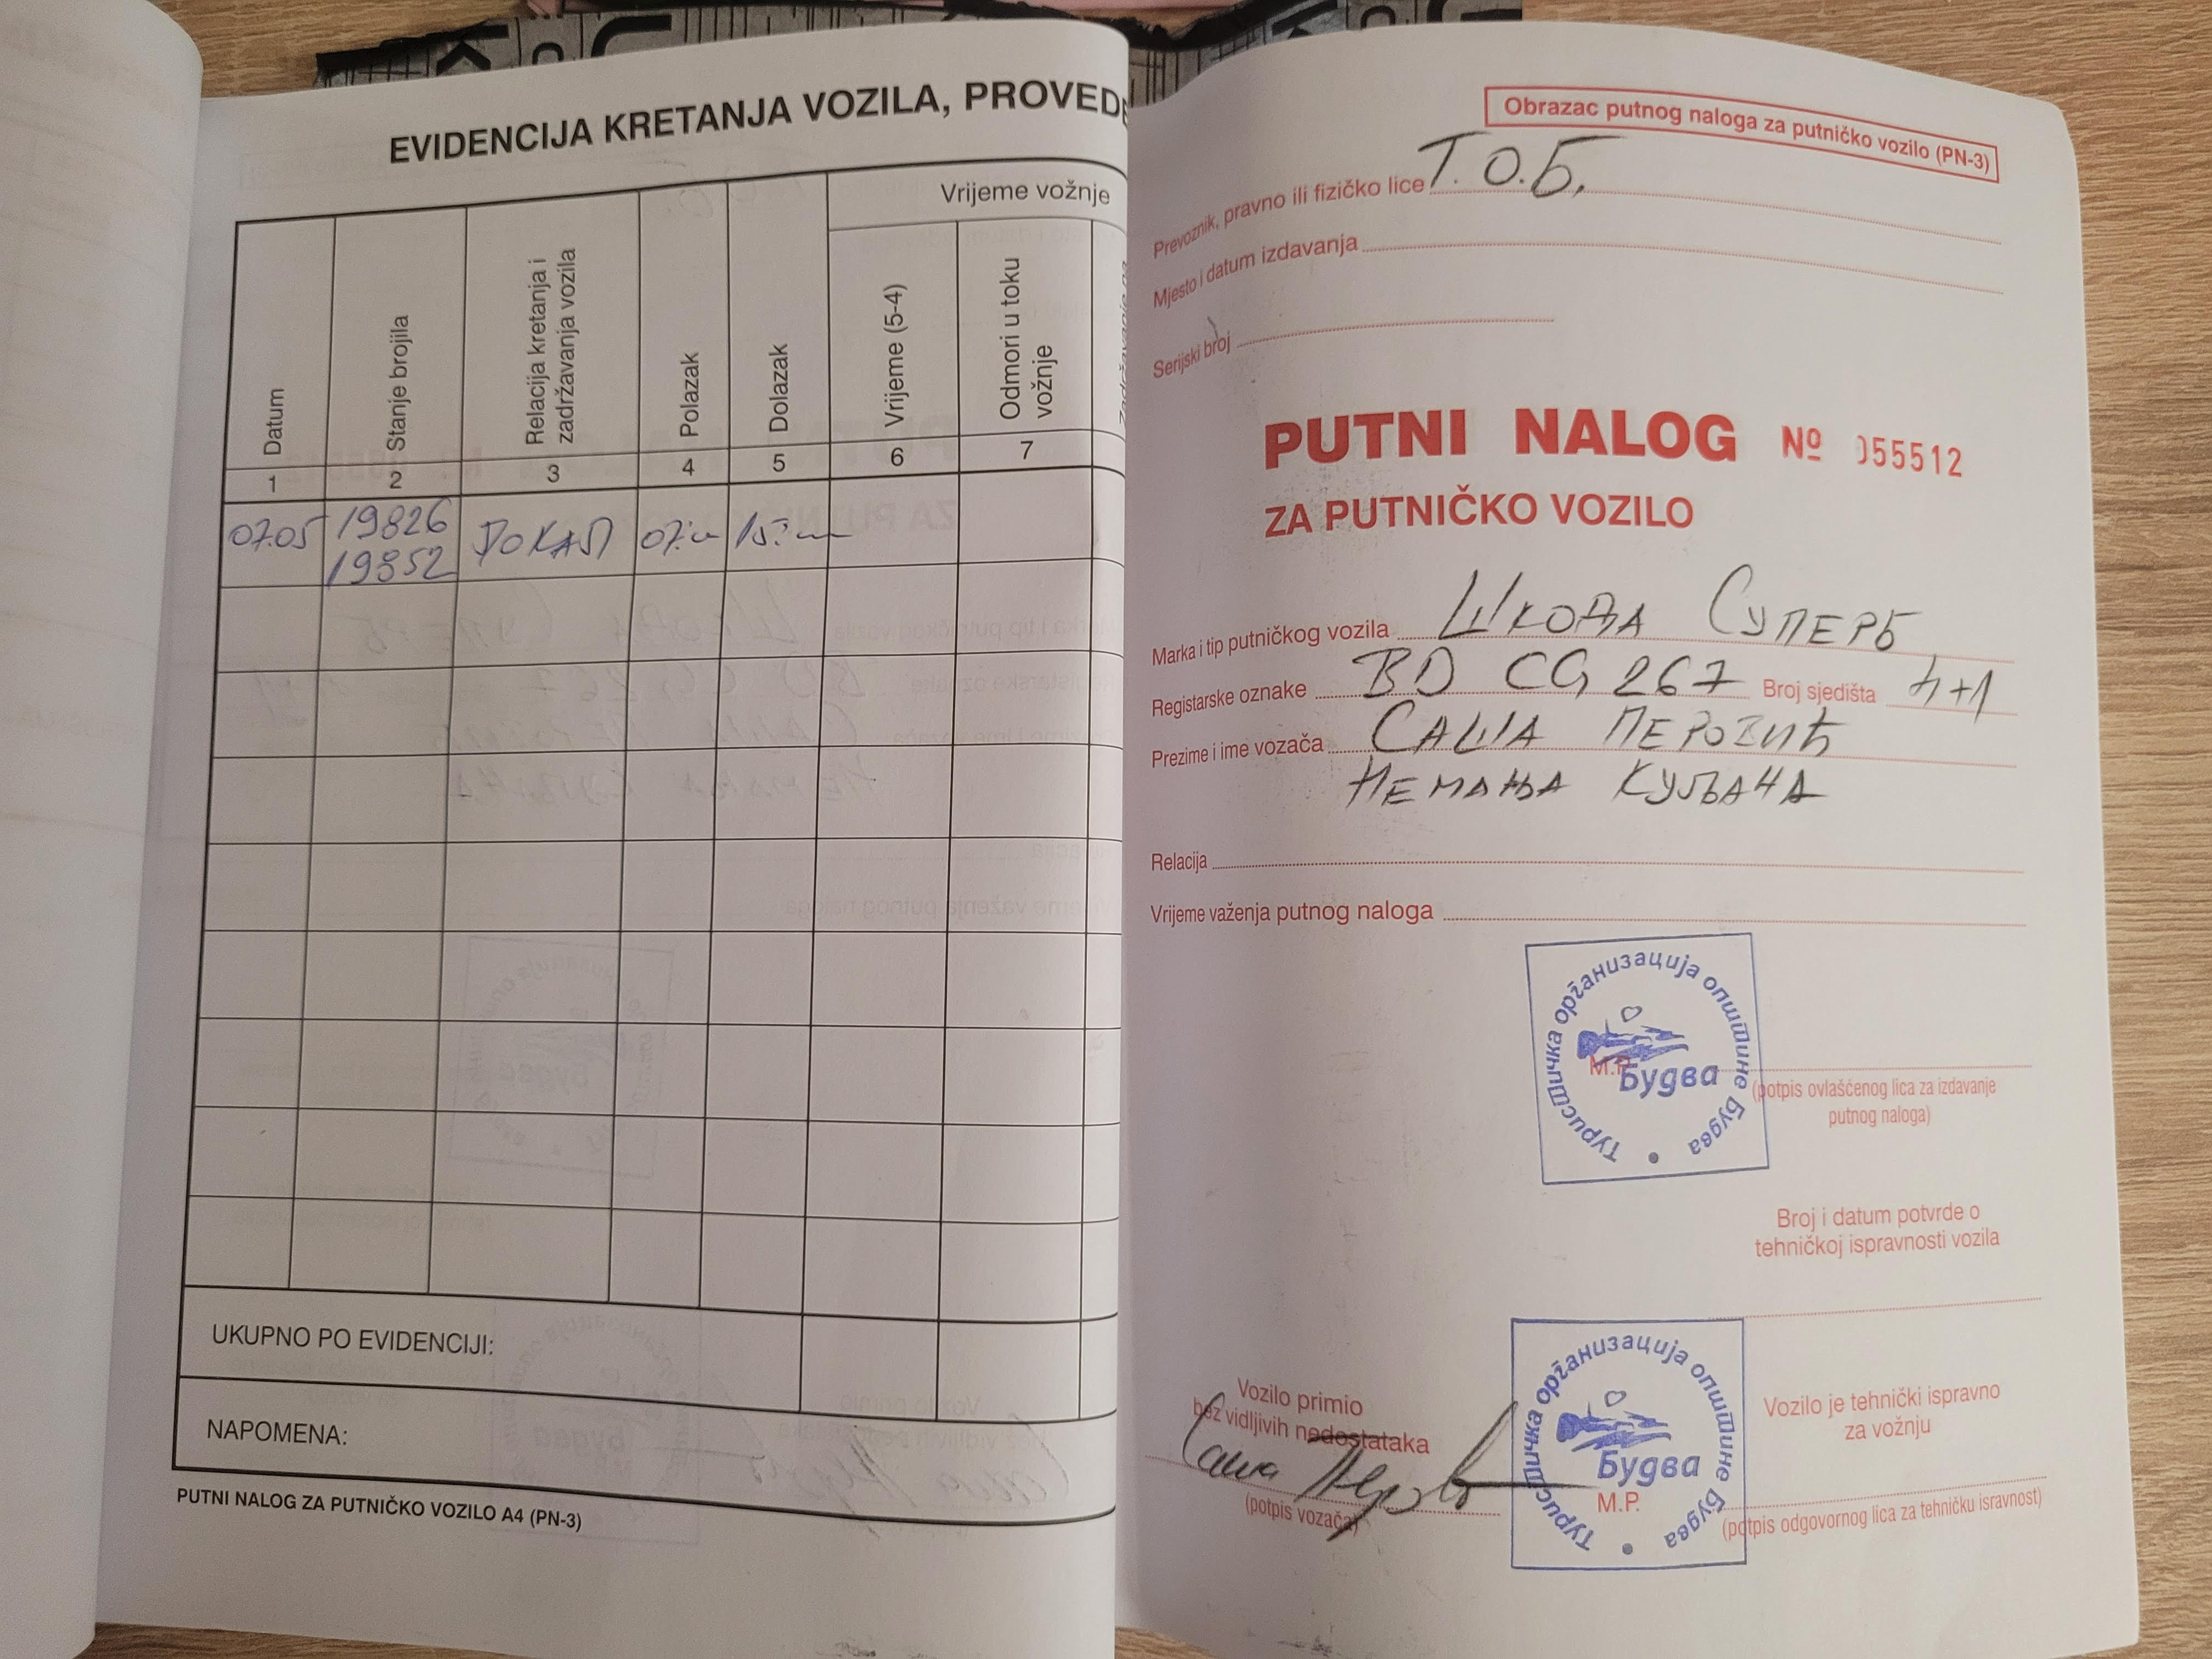 EVIDENCIJA KRETANJA VOZILA, PROVEDE
Vrijeme vožnje
Datum
Stanje brojila
Relacija kretanja i
zadržavanja vozila
Polazak
Dolazak
Vrijeme (5-4)
Odmori u toku
vožnje
1 2 3 4 5 6 7
07.05 19826 ЛОКАЛ
19852
UKUPNO PO EVIDENCIJI:
NAPOMENA:
PUTNI NALOG ZA PUTNIČKO VOZILO A4 (PN-3)
Obrazac putnog naloga za putničko vozilo (PN-3)
Prevoznik, pravno ili fizičko lice Т.О.Б.
Mjesto i datum izdavanja
Serijski broj
PUTNI NALOG № 055512
ZA PUTNIČKO VOZILO
Marka i tip putničkog vozila ШКОДА СУПЕРБ
Registarske oznake BD CG 267 Broj sjedišta 4+1
Prezime i ime vozača САША ПЕРОВИЋ
НЕМАЊА КУЉАЧА
Relacija
Vrijeme važenja putnog naloga
Туристичка организација општине Будва
Будва
M.P.
(potpis ovlašćenog lica za izdavanje
putnog naloga)
Broj i datum potvrde o
tehničkoj ispravnosti vozila
Vozilo primio
bez vidljivih nedostataka
Саша Перовић
(potpis vozača)
Туристичка организација општине Будва
Будва
M.P.
Vozilo je tehnički ispravno
za vožnju
(potpis odgovornog lica za tehničku isravnost)